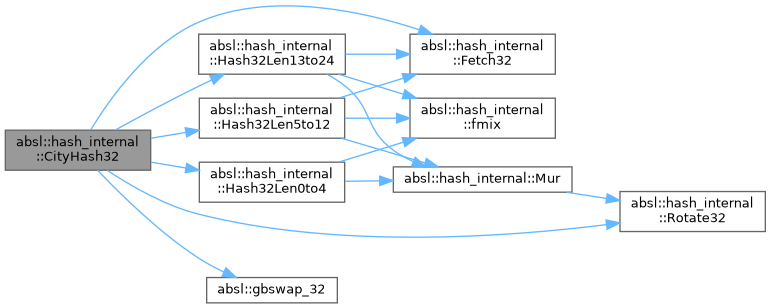 absl::hash_internal
::CityHash32
absl::hash_internal
::Hash32Len13to24
absl::hash_internal
::Hash32Len5to12
absl::hash_internal
::Hash32Len0to4
absl::gbswap_32
absl::hash_internal
::Fetch32
absl::hash_internal
::fmix
absl::hash_internal::Mur
absl::hash_internal
::Rotate32